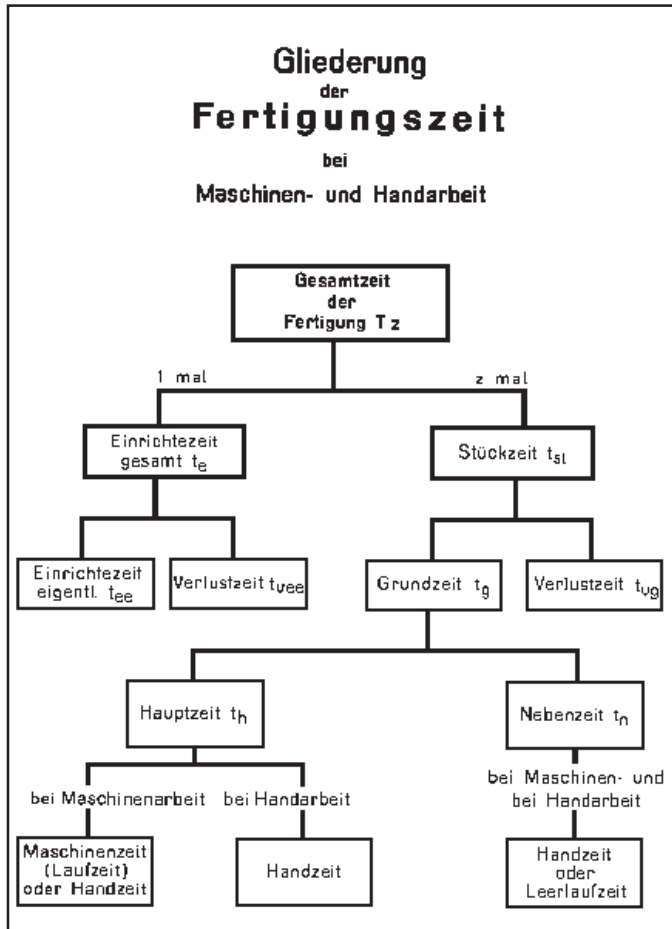 Gliederung
der
Fertigungszeit
bei
Maschinen- und Handarbeit
Gesamtzeit
der
Fertigung Tz
1 mal
z mal
Einrichtezeit
gesamt te
Stückzeit tst
Einrichtezeit
eigentl. tee
Verlustzeit tvee
Grundzeit tg
Verlustzeit tvg
Hauptzeit th
Nebenzeit tn
bei Maschinenarbeit
bei Handarbeit
bei Maschinen- und
bei Handarbeit
Maschinenzeit
(Laufzeit)
oder Handzeit
Handzeit
Handzeit
oder
Leerlaufzeit